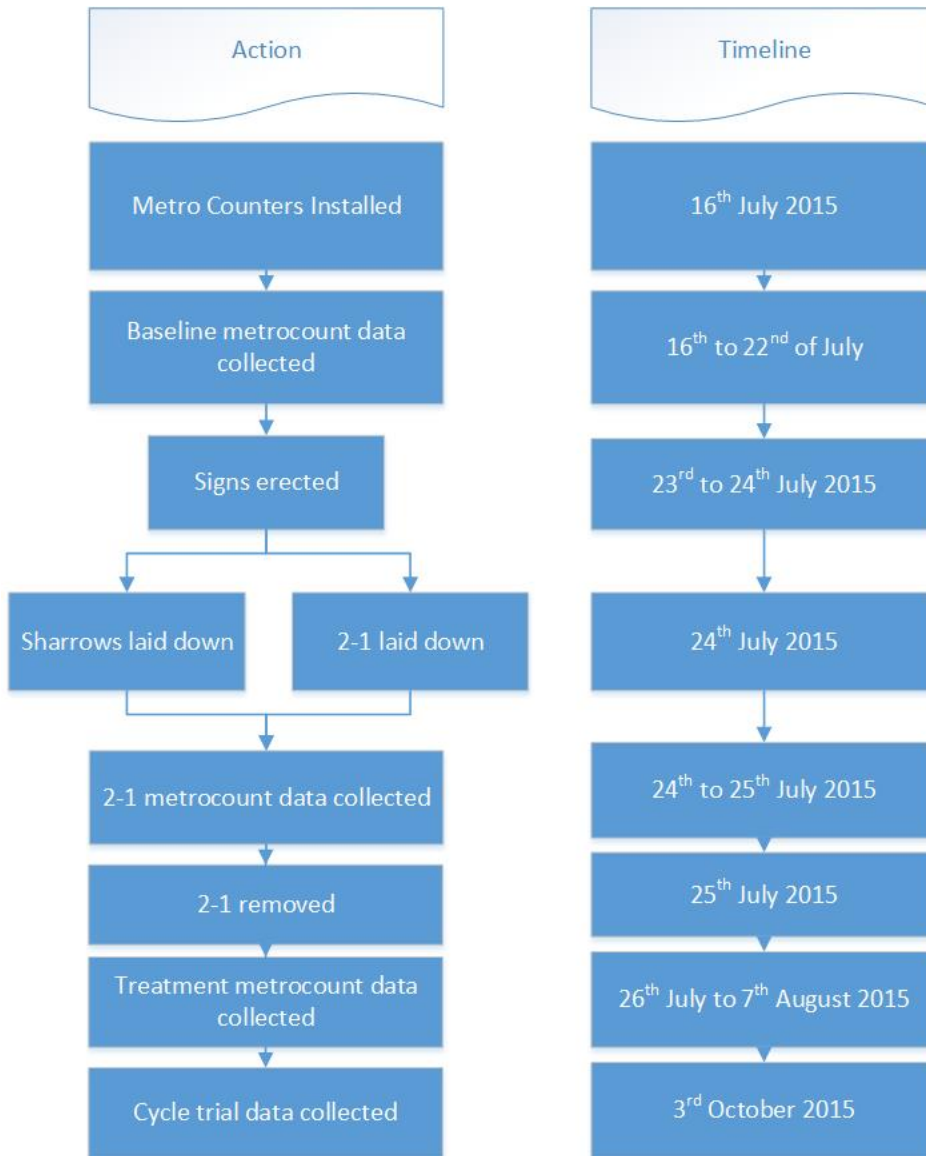 Action
Timeline
Metro Counters Installed
16th July 2015
Baseline metrocount data
collected
16th to 22nd of July
Signs erected
23rd to 24th July 2015
Sharrows laid down
2-1 laid down
24th July 2015
2-1 metrocount data collected
24th to 25th July 2015
2-1 removed
25th July 2015
Treatment metrocount data
collected
26th July to 7th August 2015
Cycle trial data collected
3rd October 2015